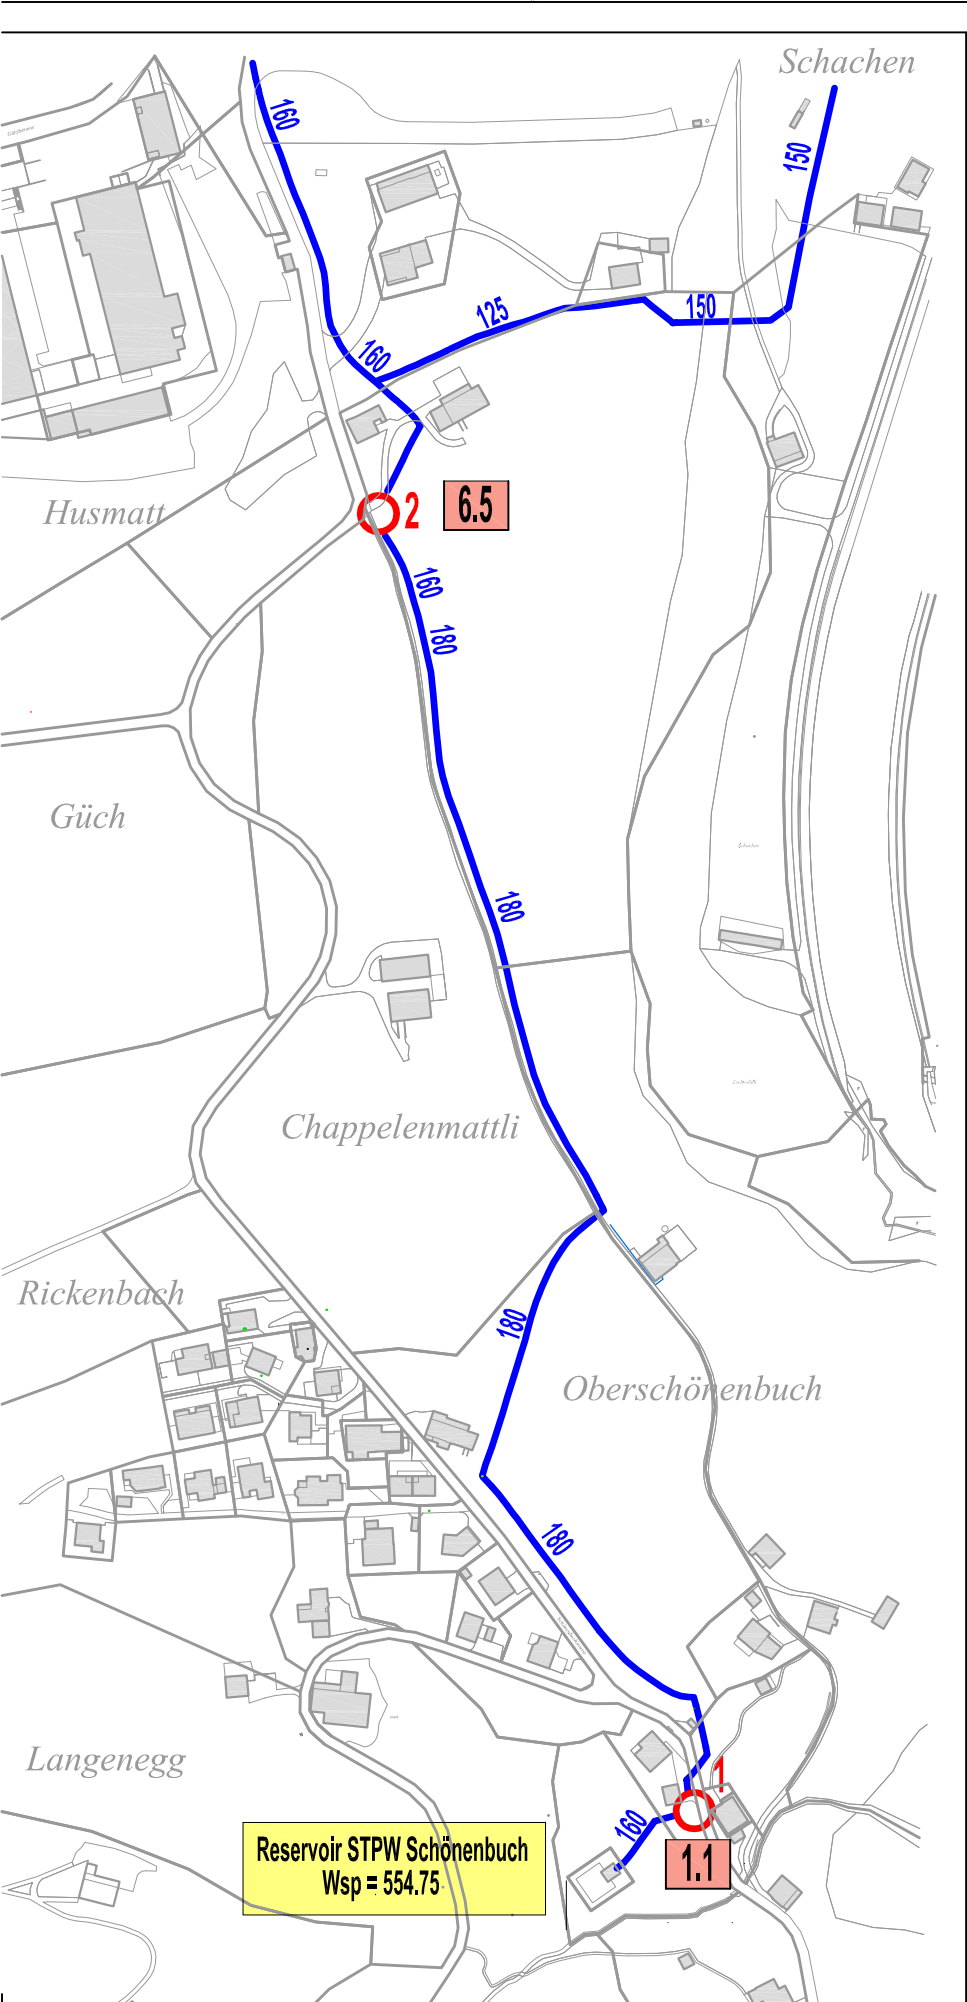 Schachen
160
150
125
150
160
2
6.5
Husmatt
160
180
Güch
180
Chappelenmattli
Rickenbach
180
Oberschönenbuch
180
Langenegg
1
160
Reservoir STPW Schönenbuch
Wsp = 554.75
1.1